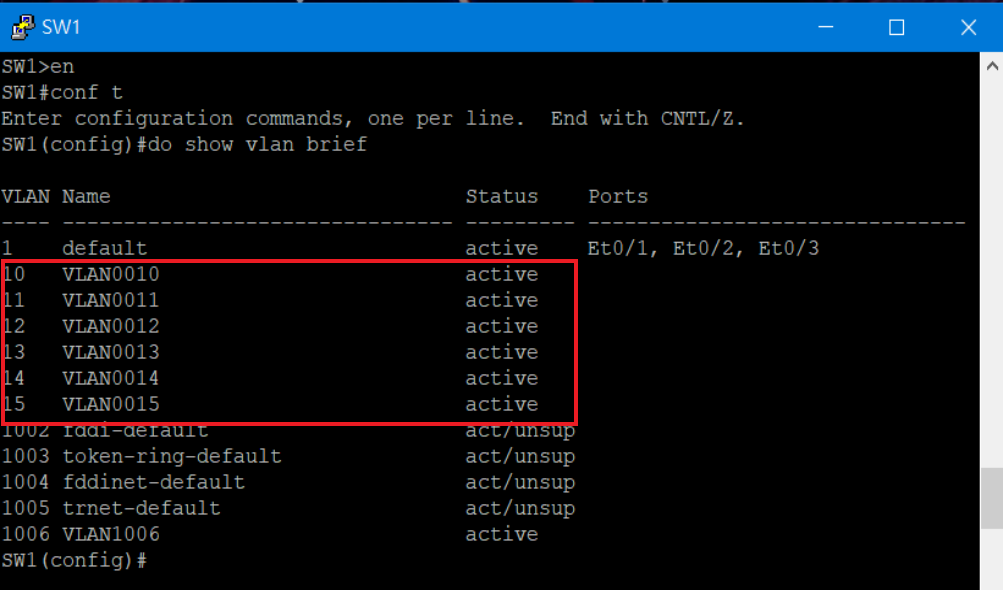 SW1
SW1>en
SW1#conf t
Enter configuration commands, one per line.  End with CNTL/Z.
SW1(config)#do show vlan brief
VLAN Name                             Status    Ports
---- -------------------------------- --------- -------------------------------
1    default                          active    Et0/1, Et0/2, Et0/3
10   VLAN0010                         active
11   VLAN0011                         active
12   VLAN0012                         active
13   VLAN0013                         active
14   VLAN0014                         active
15   VLAN0015                         active
1002 fddi-default                     act/unsup
1003 token-ring-default               act/unsup
1004 fddinet-default                  act/unsup
1005 trnet-default                    act/unsup
1006 VLAN1006                         active
SW1(config)#